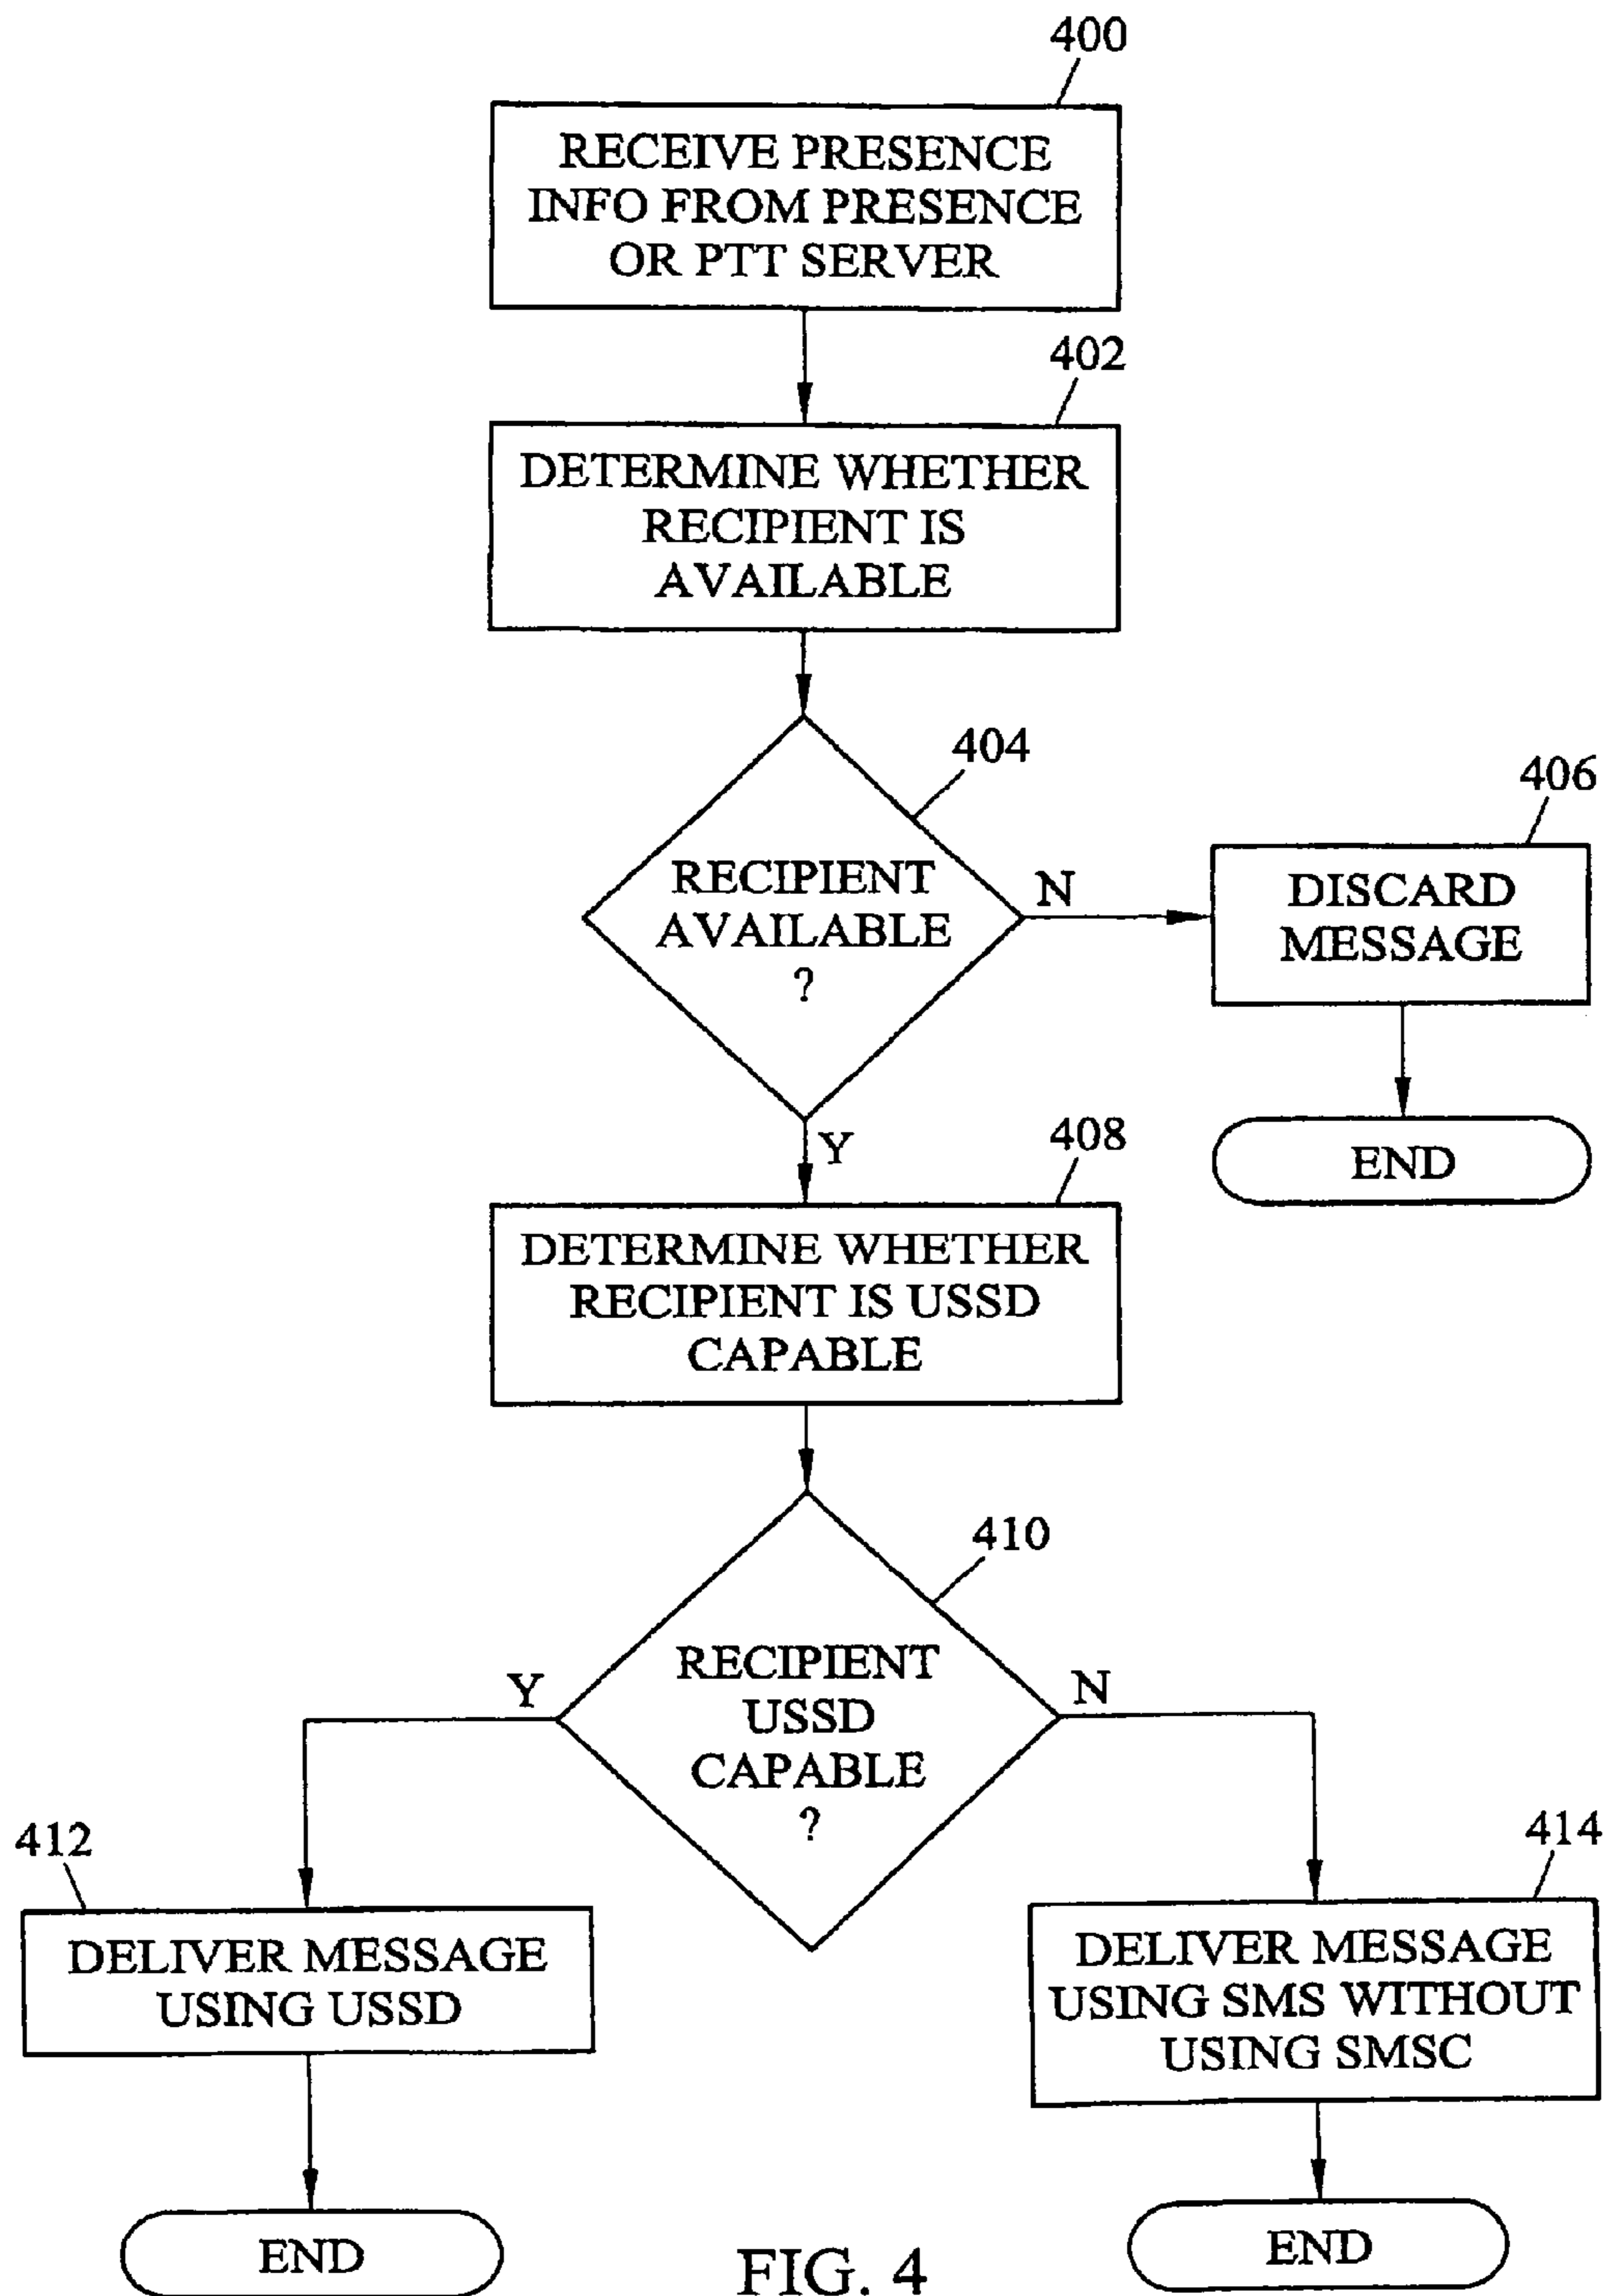 400
RECEIVE PRESENCE
INFO FROM PRESENCE
OR PTT SERVER
402
DETERMINE WHETHER
RECIPIENT IS
AVAILABLE
404
RECIPIENT
AVAILABLE
?
N
406
DISCARD
MESSAGE
END
Y
408
DETERMINE WHETHER
RECIPIENT IS USSD
CAPABLE
410
RECIPIENT
USSD
CAPABLE
?
Y
N
412
DELIVER MESSAGE
USING USSD
END
414
DELIVER MESSAGE
USING SMS WITHOUT
USING SMSC
END
FIG. 4